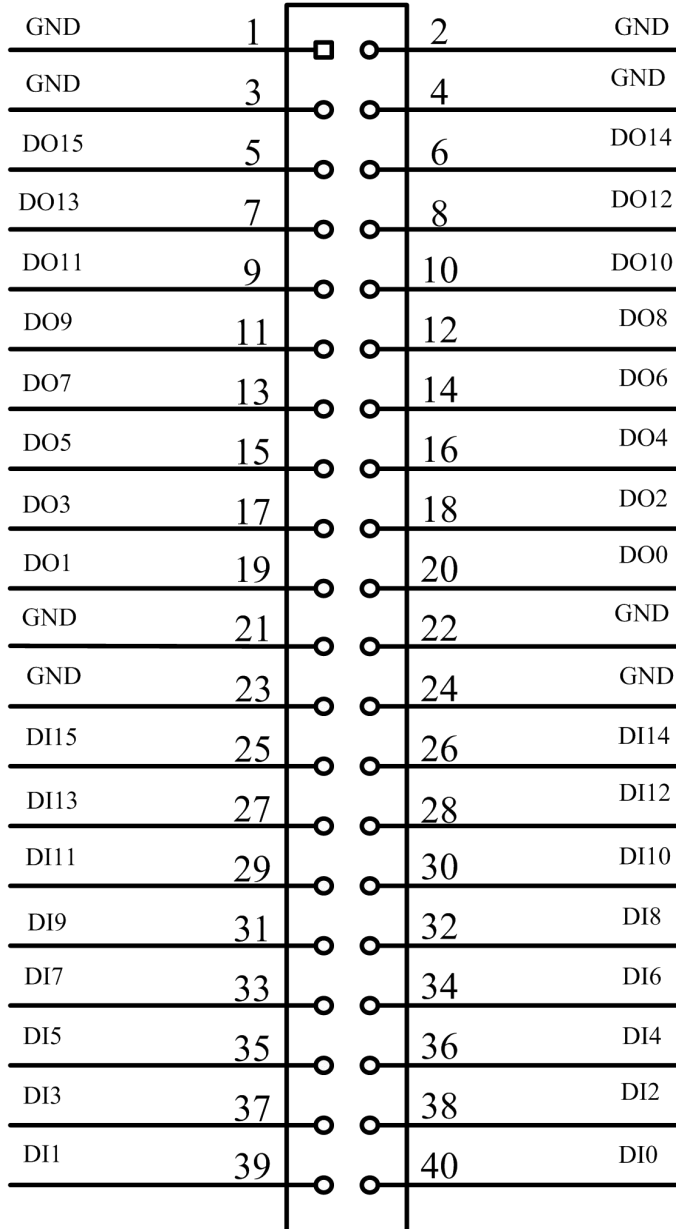 GND 1 2 GND
GND 3 4 GND
DO15 5 6 DO14
DO13 7 8 DO12
DO11 9 10 DO10
DO9 11 12 DO8
DO7 13 14 DO6
DO5 15 16 DO4
DO3 17 18 DO2
DO1 19 20 DO0
GND 21 22 GND
GND 23 24 GND
DI15 25 26 DI14
DI13 27 28 DI12
DI11 29 30 DI10
DI9 31 32 DI8
DI7 33 34 DI6
DI5 35 36 DI4
DI3 37 38 DI2
DI1 39 40 DI0